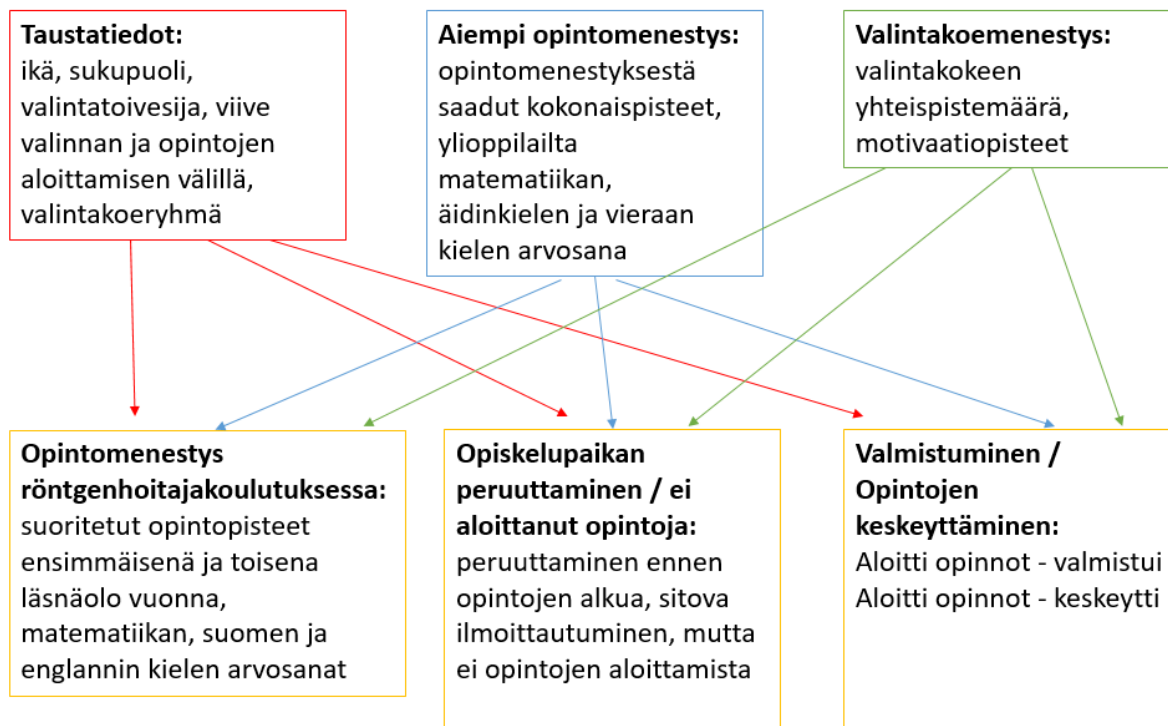 Taustatiedot:
ikä, sukupuoli,
valintatoivesija, viive
valinnan ja opintojen
aloittamisen välillä,
valintakoeryhmä
Aiempi opintomenestys:
opintomenestyksestä
saadut kokonaispisteet,
ylioppilailta
matematiikan,
äidinkielen ja vieraan
kielen arvosana
Valintakoemenestys:
valintakokeen
yhteispistemäärä,
motivaatiopisteet
Opintomenestys
röntgenhoitajakoulutuksessa:
suoritetut opintopisteet
ensimmäisenä ja toisena
läsnäolo vuonna,
matematiikan, suomen ja
englannin kielen arvosanat
Opiskelupaikan
peruuttaminen / ei
aloittanut opintoja:
peruuttaminen ennen
opintojen alkua, sitova
ilmoittautuminen, mutta
ei opintojen aloittamista
Valmistuminen /
Opintojen
keskeyttäminen:
Aloitti opinnot - valmistui
Aloitti opinnot - keskeytti